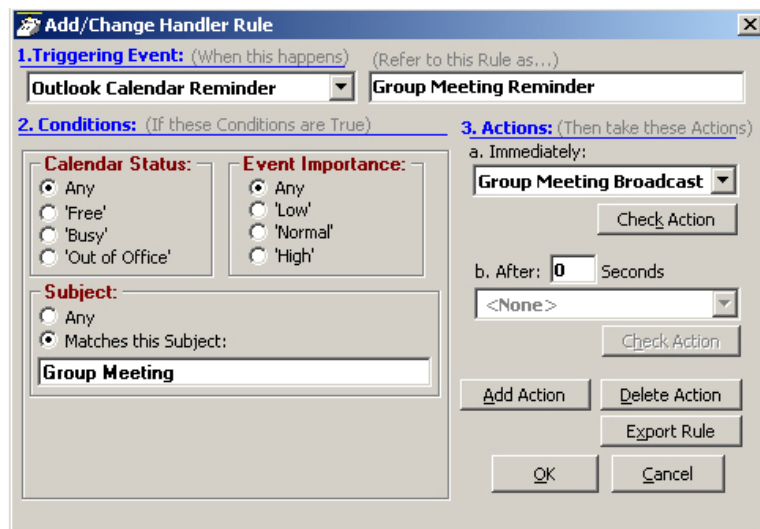 Add/Change Handler Rule
1.Triggering Event: (When this happens)
(Refer to this Rule as...)
Outlook Calendar Reminder
Group Meeting Reminder
2. Conditions: (If these Conditions are True)
Calendar Status:
Any
'Free'
'Busy'
'Out of Office'
Event Importance:
Any
'Low'
'Normal'
'High'
Subject:
Any
Matches this Subject:
Group Meeting
3. Actions: (Then take these Actions)
a. Immediately:
Group Meeting Broadcast
Check Action
b. After: 0 Seconds
<None>
Check Action
Add Action
Delete Action
Export Rule
OK
Cancel